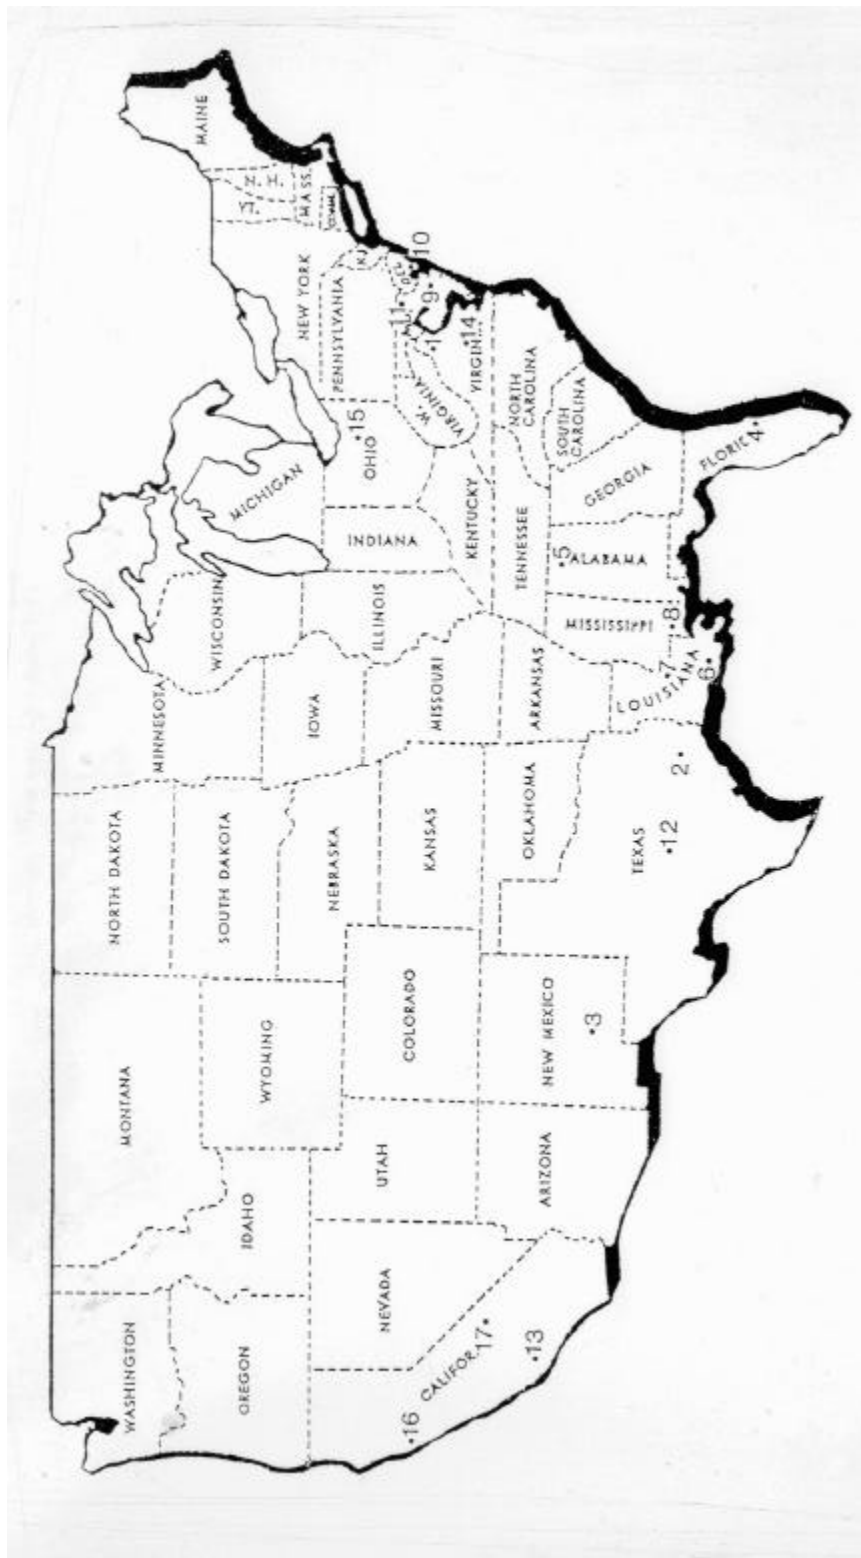 WASHINGTON
OREGON
CALIFOR
NEVADA
IDAHO
MONTANA
WYOMING
UTAH
ARIZONA
COLORADO
NEW MEXICO
NORTH DAKOTA
SOUTH DAKOTA
NEBRASKA
KANSAS
OKLAHOMA
TEXAS
MINNESOTA
IOWA
MISSOURI
ARKANSAS
LOUISIANA
WISCONSIN
ILLINOIS
MICHIGAN
INDIANA
OHIO
KENTUCKY
TENNESSEE
MISSISSIPPI
ALABAMA
GEORGIA
FLORID
SOUTH
CAROLINA
NORTH
CAROLINA
VIRGIN
W.
VIRGINIA
PENNSYLVANIA
NEW YORK
VT.
N. H.
MAINE
MASS.
CONN.
DEL.
1
2
3
4
5
6
7
8
9
10
11
12
13
14
15
16
17